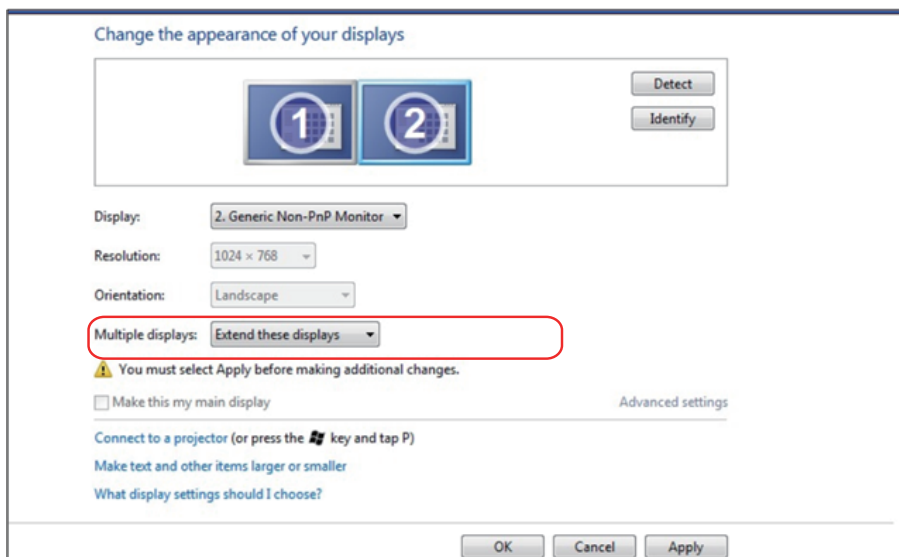 Change the appearance of your displays
Detect
1 2
Identify
Display: 2. Generic Non-PnP Monitor
Resolution: 1024 × 768
Orientation: Landscape
Multiple displays: Extend these displays
You must select Apply before making additional changes.
Make this my main display Advanced settings
Connect to a projector (or press the key and tap P)
Make text and other items larger or smaller
What display settings should I choose?
OK Cancel Apply